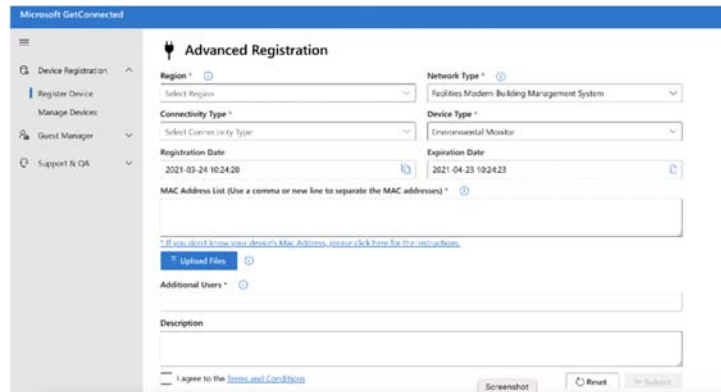 Microsoft GetConnected
Advanced Registration
Device Registration
Register Device
Manage Devices
Guest Manager
Support & QA
Region *
Network Type *
Select Region
Facilities Modern Building Management System
Connectivity Type *
Device Type *
Select Connectivity Type
Environmental Monitor
Registration Date
Expiration Date
2021-03-24 10:24:20
2021-04-23 10:24:23
MAC Address List (Use a comma or new line to separate the MAC addresses) *
* If you don't know your device's Mac Address, please click here for the instructions.
Upload Files
Additional Users *
Description
I agree to the Terms and Conditions
Screenshot
Reset
Submit